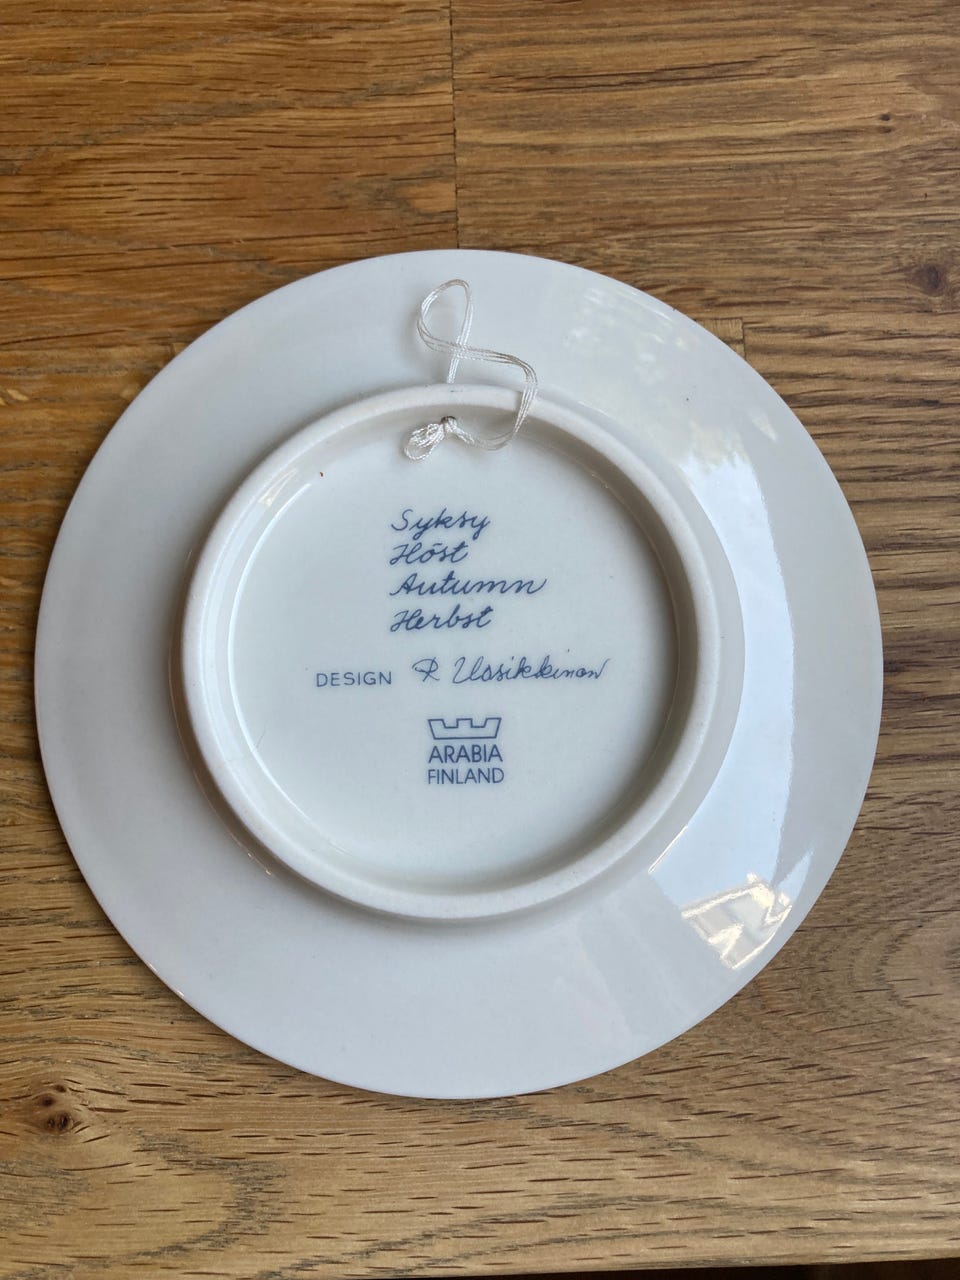 Syksy
Höst
Autumn
Herbst
DESIGN R Uosikkinen
ARABIA
FINLAND